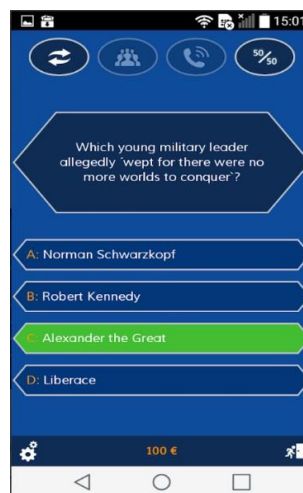 15:01
50/50
Which young military leader
allegedly ´wept for there were no
more worlds to conquer`?
A: Norman Schwarzkopf
B: Robert Kennedy
C: Alexander the Great
D: Liberace
100 €